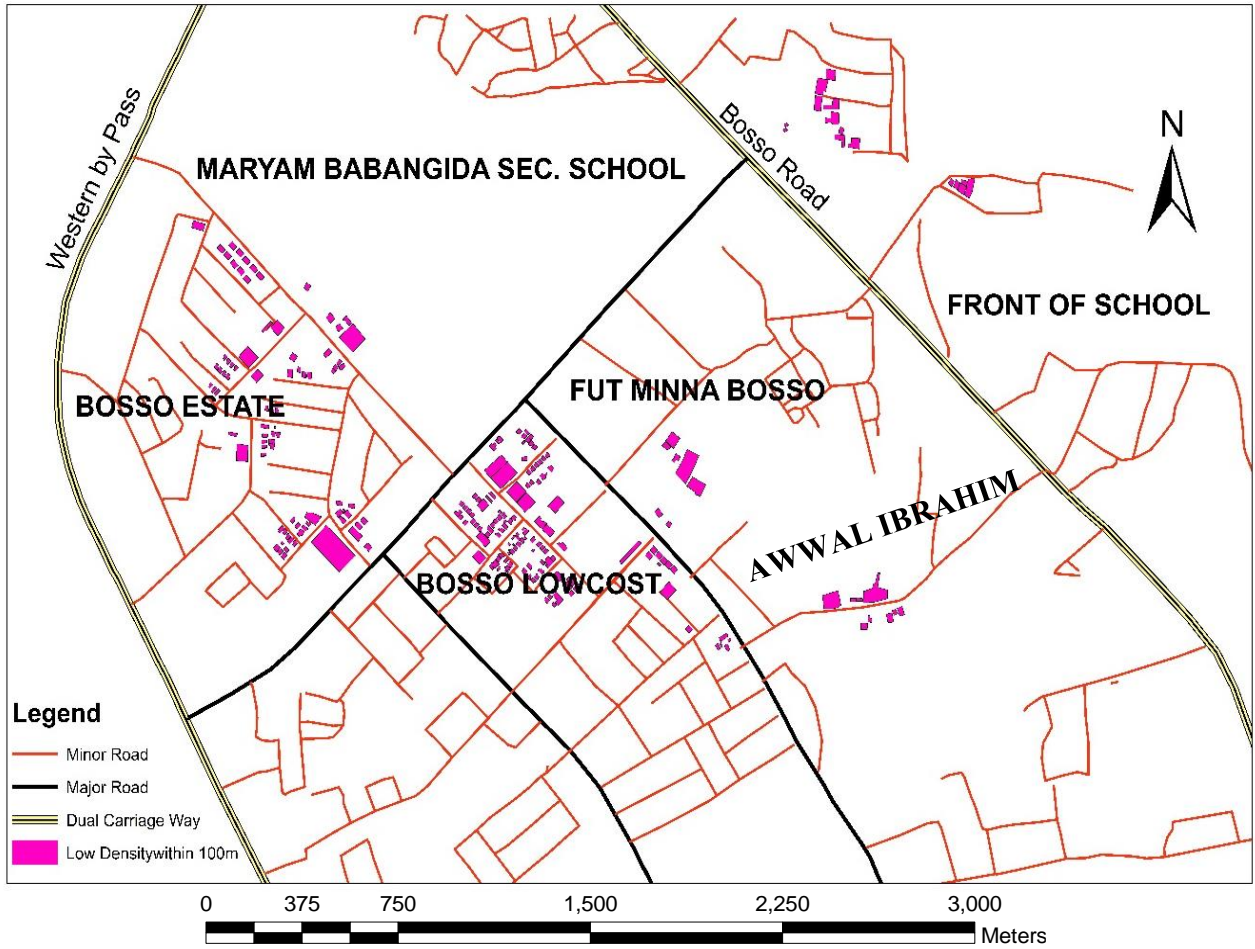 Bosso Road
N
Western by Pass
MARYAM BABANGIDA SEC. SCHOOL
FRONT OF SCHOOL
FUT MINNA BOSSO
BOSSO ESTATE
AWWAL IBRAHIM
BOSSO LOWCOST
Legend
Minor Road
Major Road
Dual Carriage Way
Low Densitywithin 100m
0 375 750 1,500 2,250 3,000
Meters